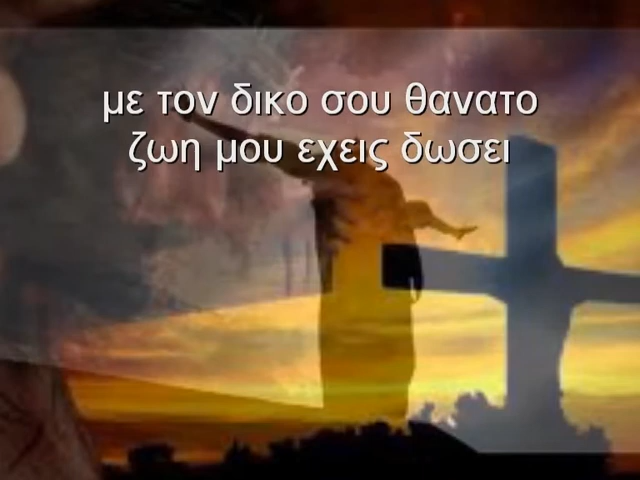 με τον δικο σου θανατο
ζωη μου εχεις δωσει